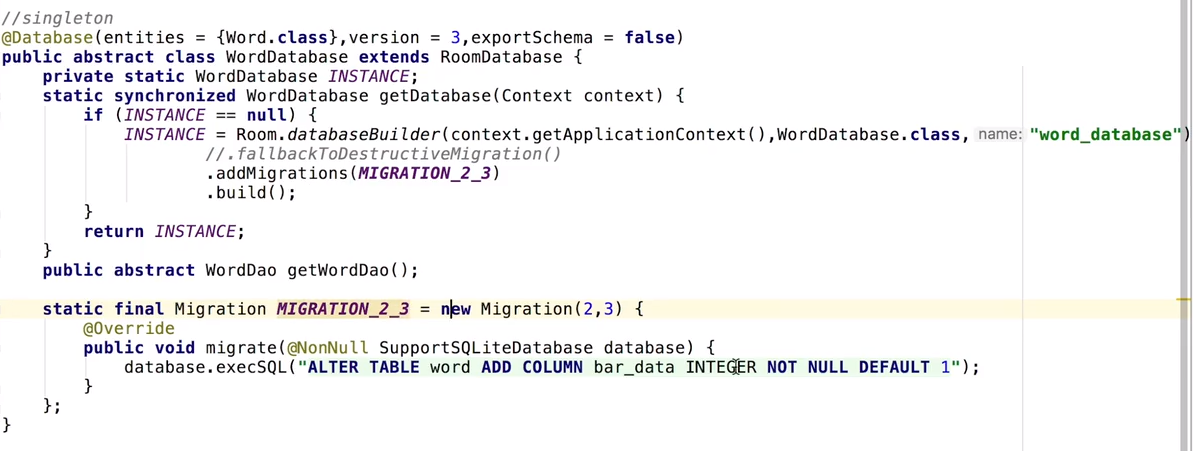 //singleton
@Database(entities = {Word.class},version = 3,exportSchema = false)
public abstract class WordDatabase extends RoomDatabase {
    private static WordDatabase INSTANCE;
    static synchronized WordDatabase getDatabase(Context context) {
        if (INSTANCE == null) {
            INSTANCE = Room.databaseBuilder(context.getApplicationContext(),WordDatabase.class, name: "word_database")
                    //.fallbackToDestructiveMigration()
                    .addMigrations(MIGRATION_2_3)
                    .build();
        }
        return INSTANCE;
    }
    public abstract WordDao getWordDao();

    static final Migration MIGRATION_2_3 = new Migration(2,3) {
        @Override
        public void migrate(@NonNull SupportSQLiteDatabase database) {
            database.execSQL("ALTER TABLE word ADD COLUMN bar_data INTEGER NOT NULL DEFAULT 1");
        }
    };
}